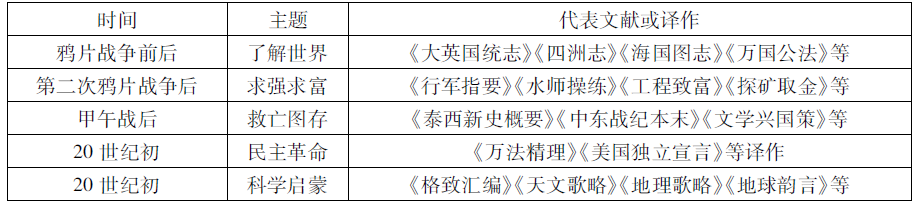 时间 主题 代表文献或译作
鸦片战争前后 了解世界 《大英国统志》《四洲志》《海国图志》《万国公法》等
第二次鸦片战争后 求强求富 《行军指要》《水师操练》《工程致富》《探矿取金》等
甲午战后 救亡图存 《泰西新史概要》《中东战纪本末》《文学兴国策》等
20 世纪初 民主革命 《万法精理》《美国独立宣言》等译作
20 世纪初 科学启蒙 《格致汇编》《天文歌略》《地理歌略》《地球韵言》等